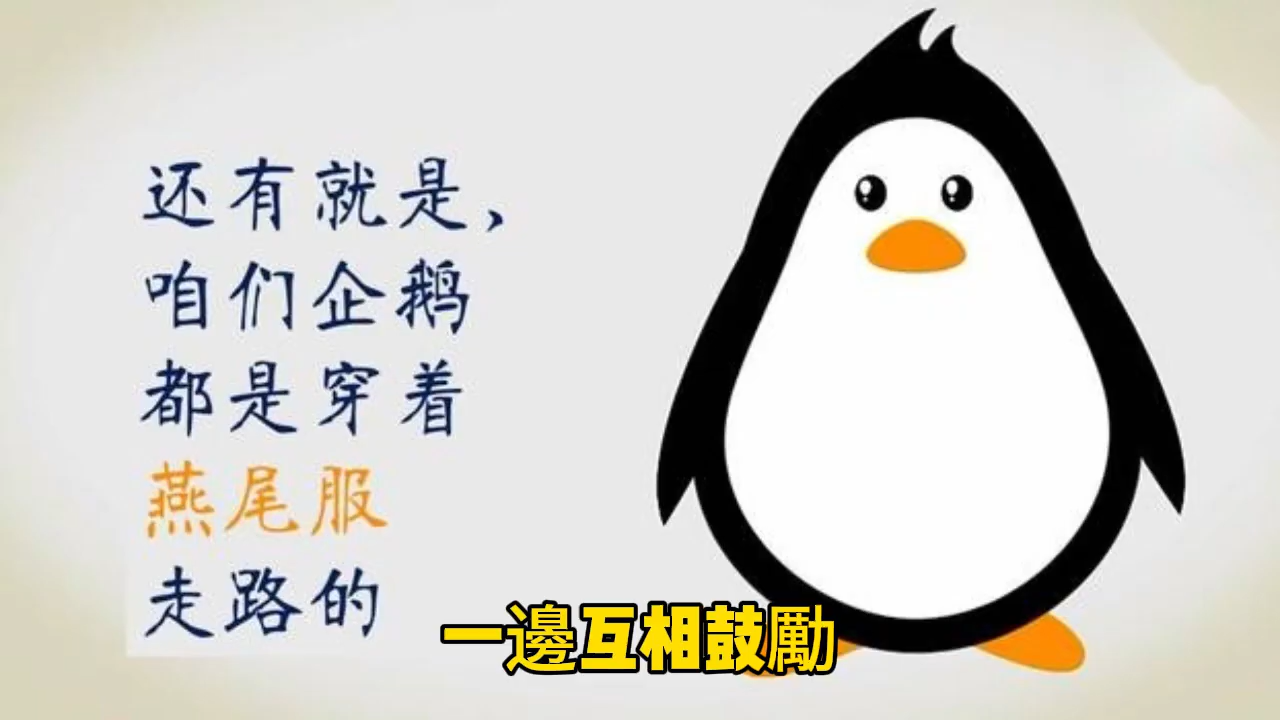 还有就是，
咱们企鹅
都是穿着
燕尾服
走路的
一邊互相鼓勵